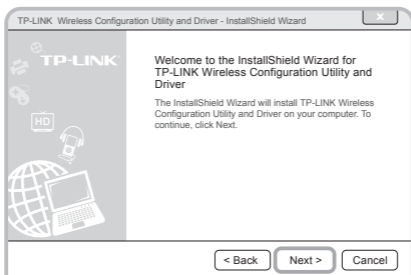 TP-LINK Wireless Configuration Utility and Driver - InstallShield Wizard
X
TP-LINK
HD
Welcome to the InstallShield Wizard for
TP-LINK Wireless Configuration Utility and
Driver
The InstallShield Wizard will install TP-LINK Wireless
Configuration Utility and Driver on your computer. To
continue, click Next.
< Back
Next >
Cancel